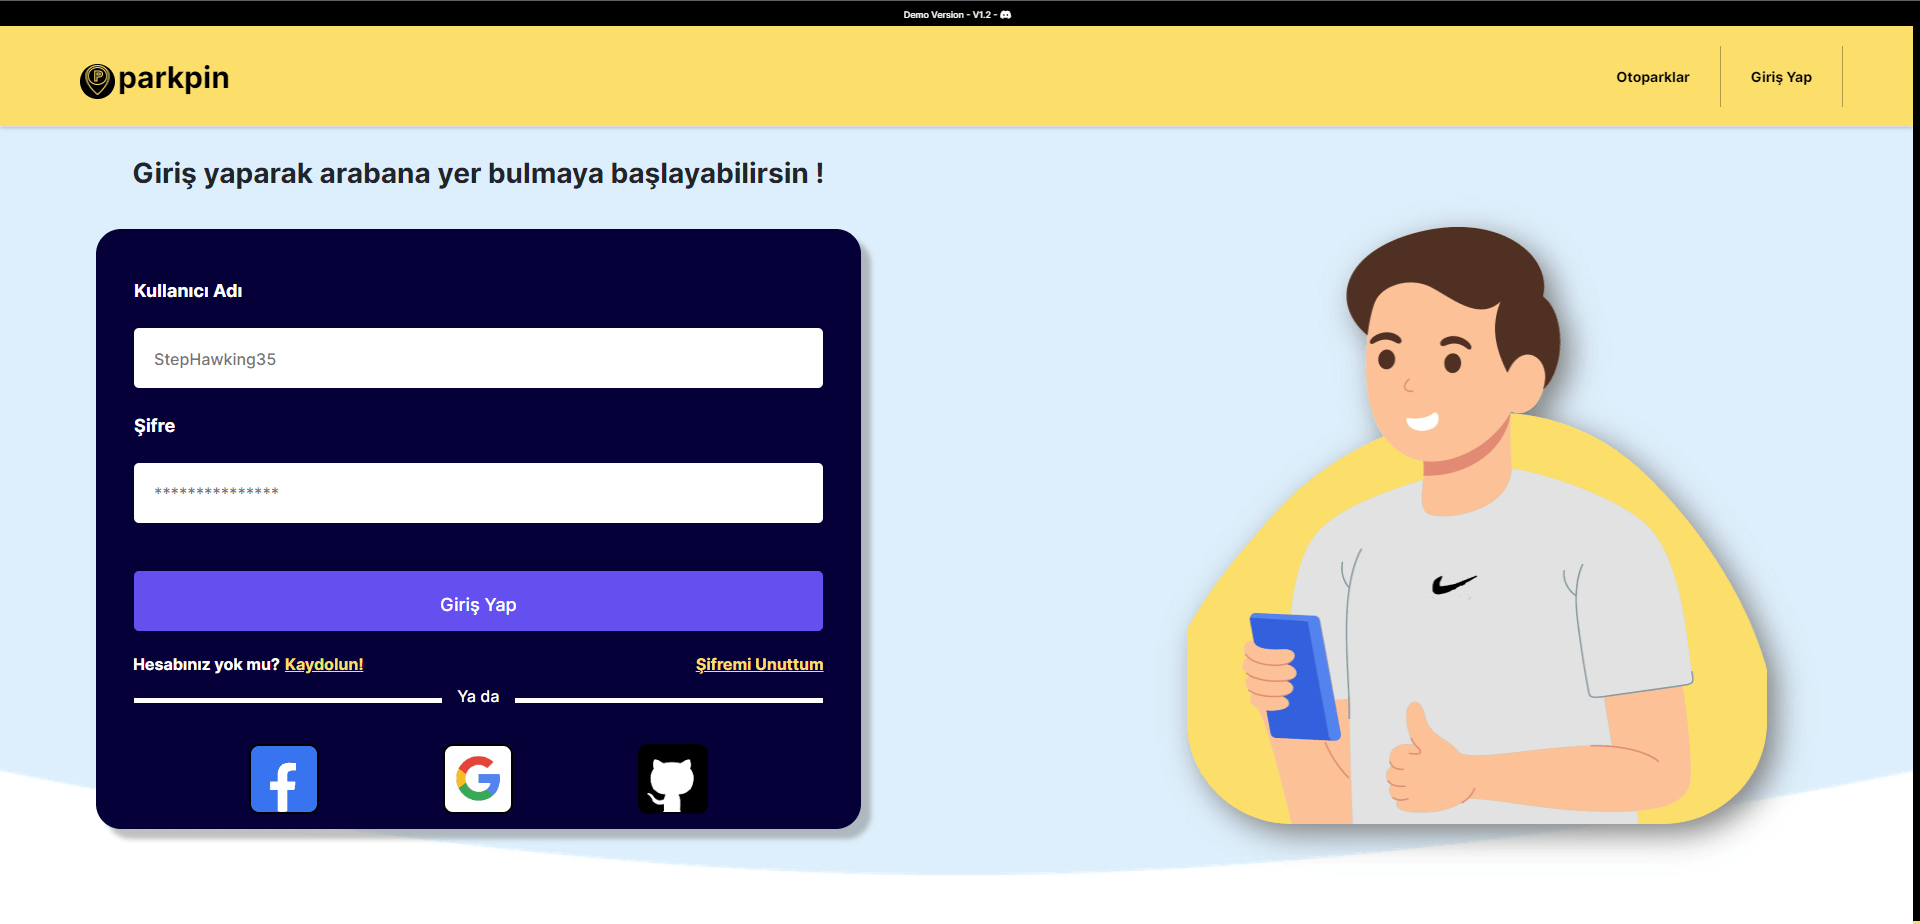 Demo Version - V1.2 -
parkpin
Otoparklar
Giriş Yap
Giriş yaparak arabana yer bulmaya başlayabilirsin !
Kullanıcı Adı
StepHawking35
Şifre
***************
Giriş Yap
Hesabınız yok mu? Kaydolun!
Şifremi Unuttum
Ya da